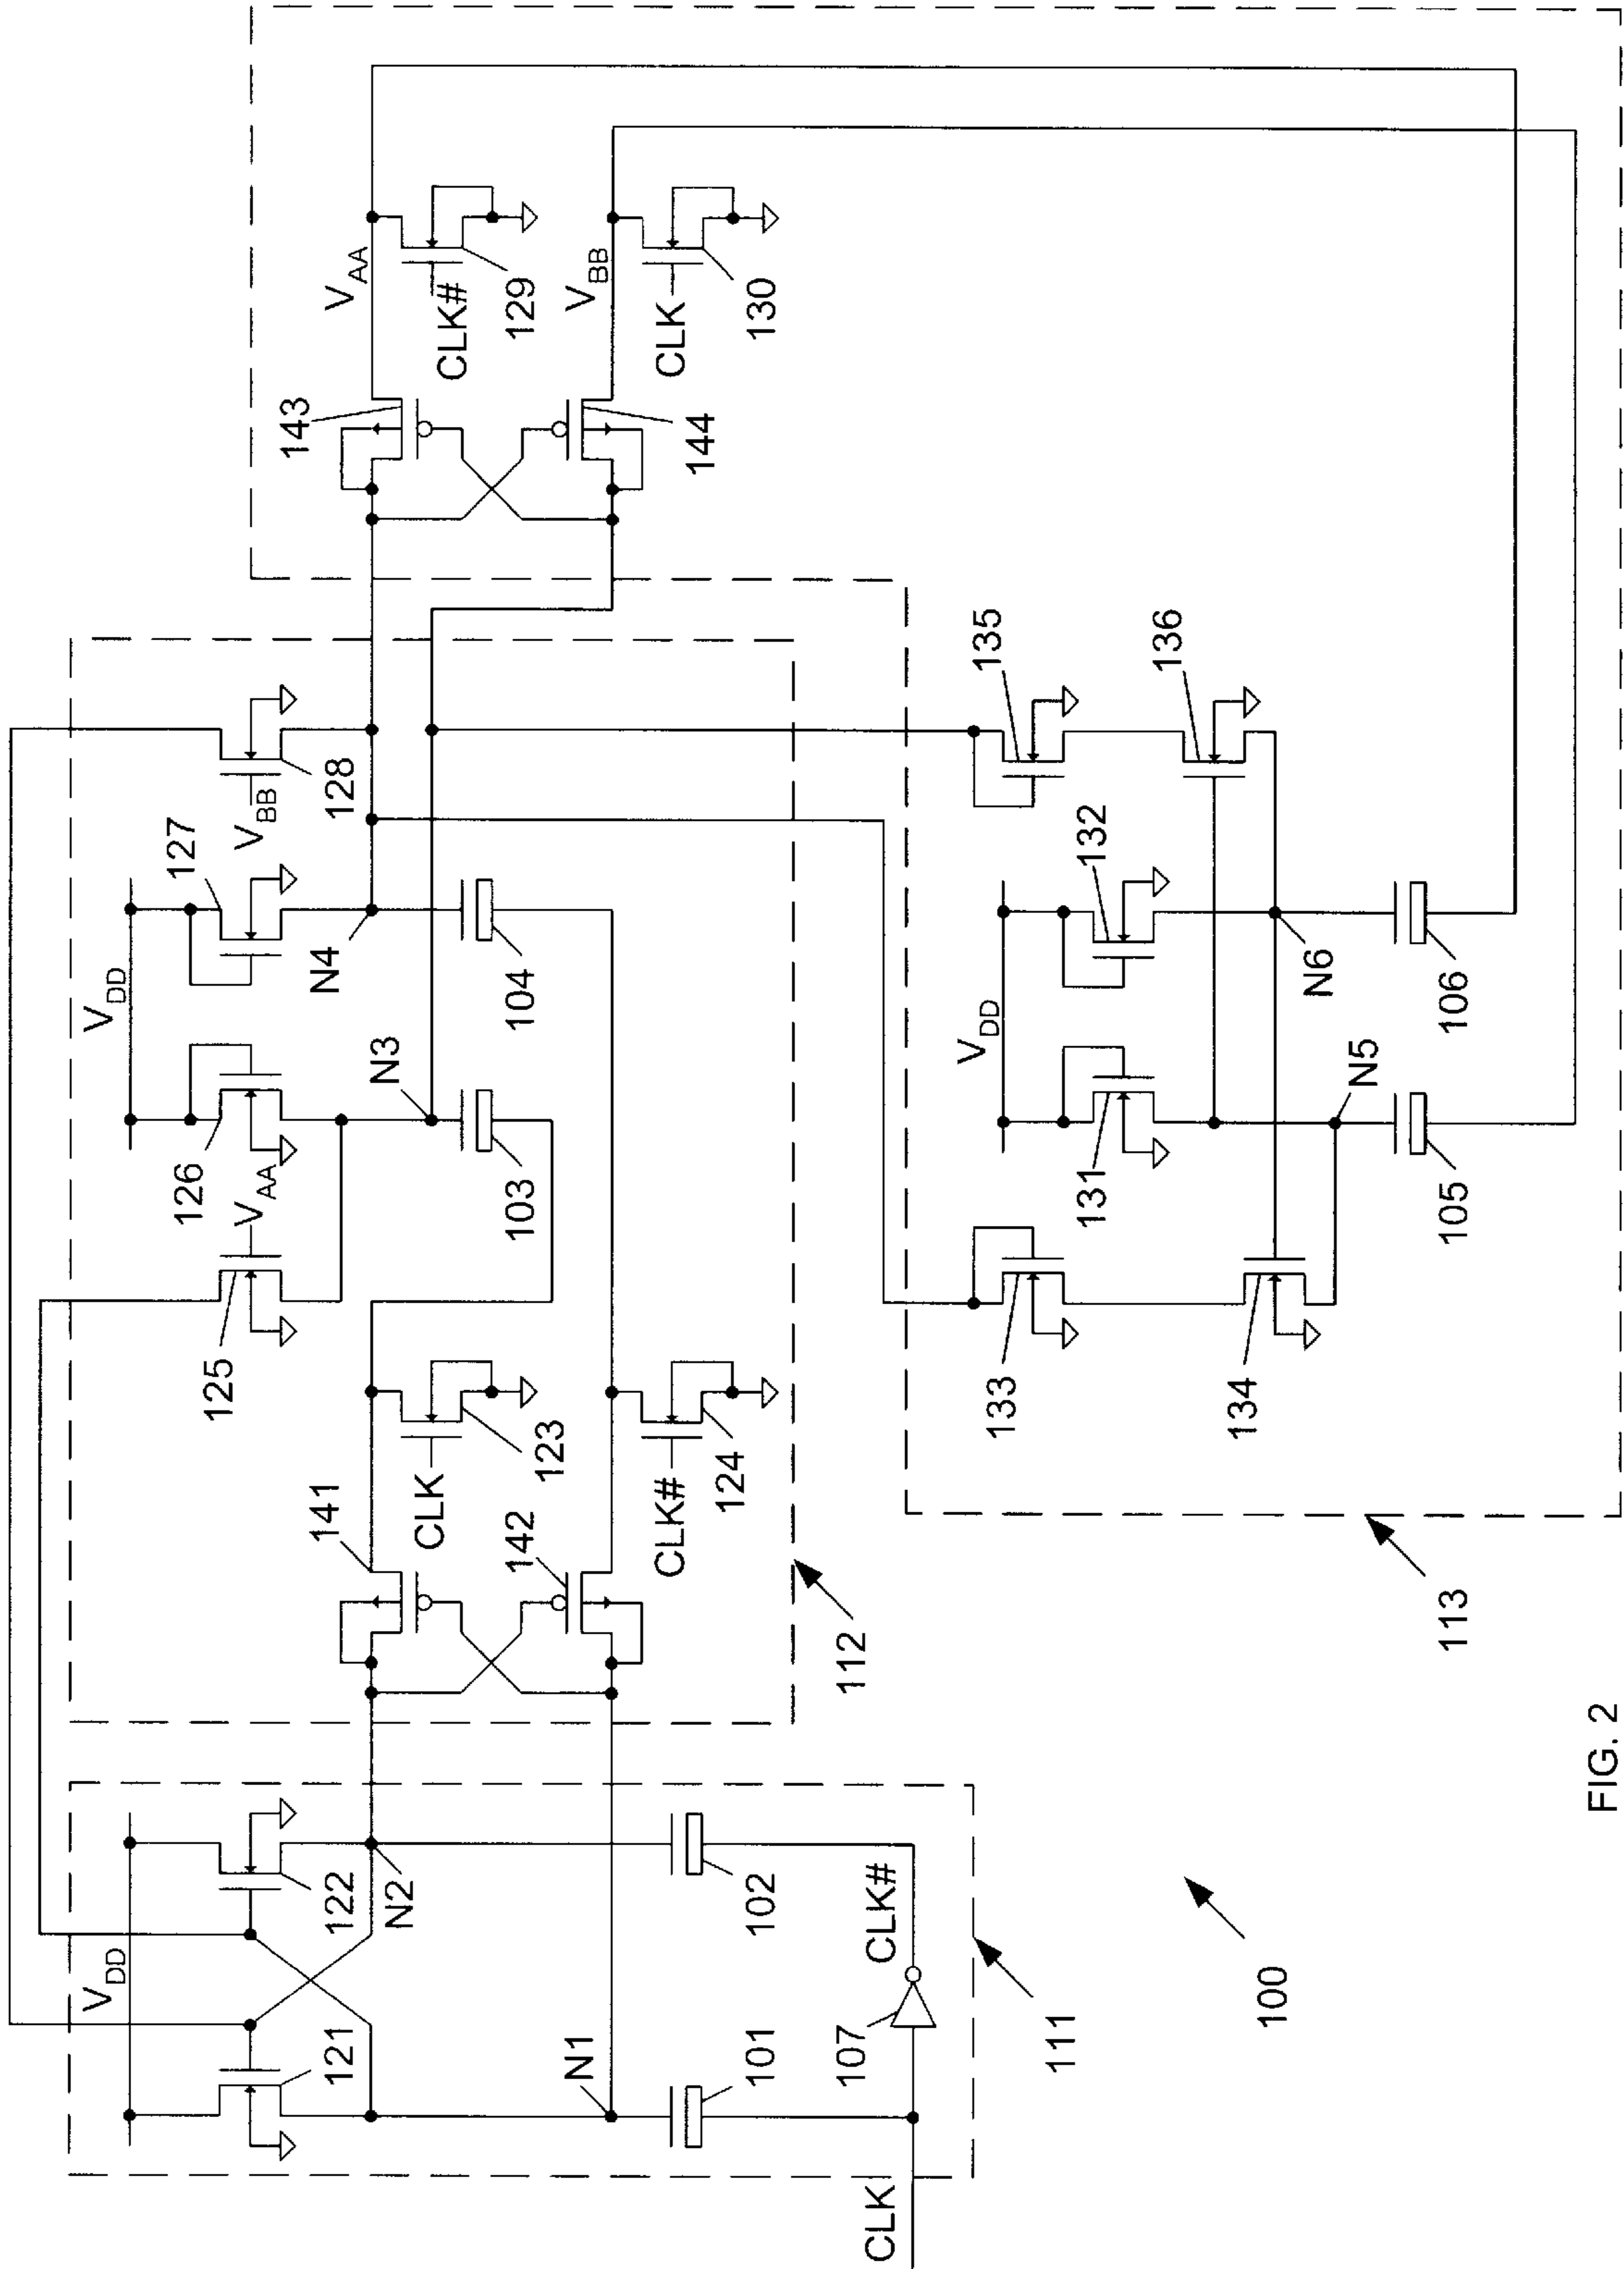 V_DD
121
122
N1
N2
101
102
107
CLK
CLK#
111
100
141
142
CLK
123
CLK#
124
112
V_DD
125
V_AA
126
127
V_BB
128
N3
N4
103
104
143
144
V_AA
CLK#
129
V_BB
CLK
130
V_DD
133
134
131
132
135
136
N5
N6
105
106
113
FIG. 2